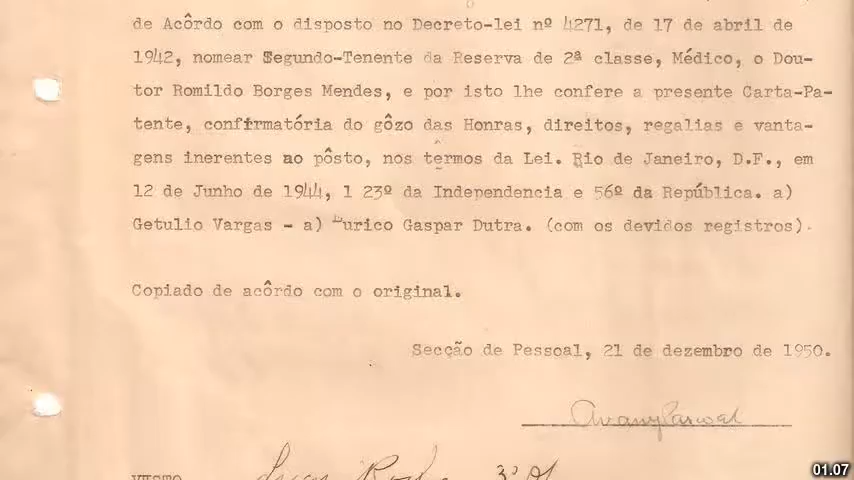 de Acôrdo com o disposto no Decreto-lei nº 4271, de 17 de abril de
1942, nomear Segundo-Tenente da Reserva de 2ª classe, Médico, o Dou-
tor Romildo Borges Mendes, e por isto lhe confere a presente Carta-Pa-
tente, confirmatória do gôzo das Honras, direitos, regalias e vanta-
gens inerentes ao pôsto, nos termos da Lei. Rio de Janeiro, D.F., em
12 de Junho de 1944, 1 23º da Independencia e 56º da República. a)
Getulio Vargas - a) Eurico Gaspar Dutra. (com os devidos registros).
Copiado de acôrdo com o original.
Secção de Pessoal, 21 de dezembro de 1950.
VISTO
01.07